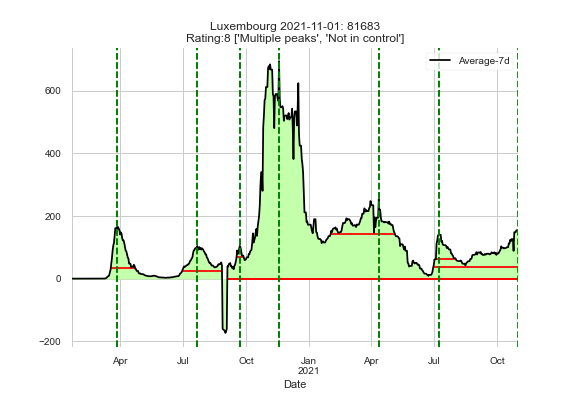 Luxembourg 2021-11-01: 81683
Rating:8 ['Multiple peaks', 'Not in control']
Average-7d
600
400
200
0
−200
Apr
Jul
Oct
Jan
2021
Apr
Jul
Oct
Date